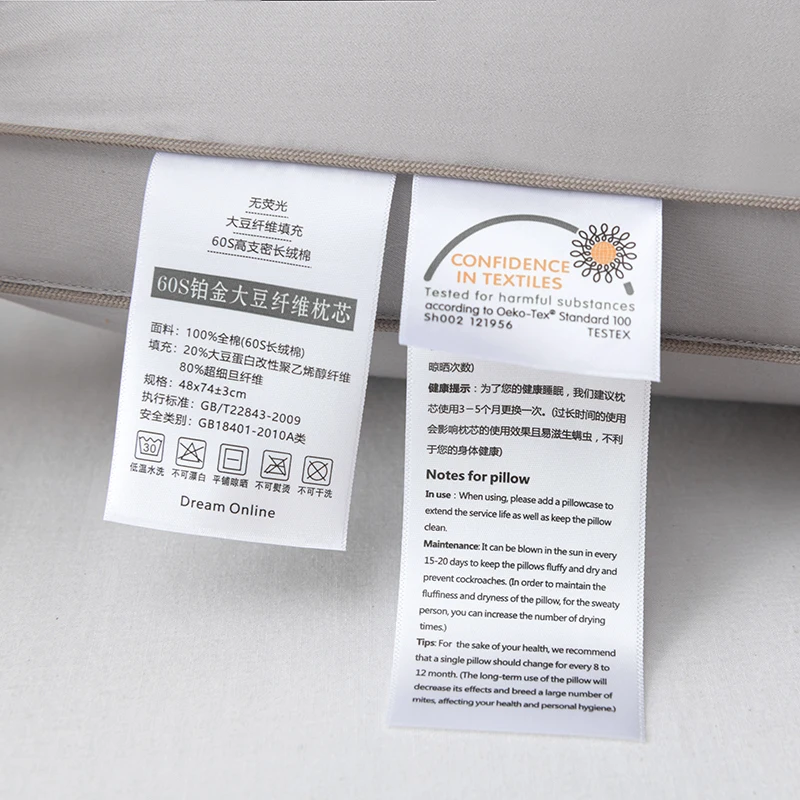 无荧光
大豆纤维填充
60S高支密长绒棉
60S铂金大豆纤维枕芯
面料：100%全棉(60S长绒棉)
填充：20%大豆蛋白改性聚乙烯醇纤维
80%超细旦纤维
规格：48x74±3cm
执行标准：GB/T22843-2009
安全类别：GB18401-2010A类
30
低温水洗 不可漂白 平铺晾晒 不可熨烫 不可干洗
Dream Online
CONFIDENCE
IN TEXTILES
Tested for harmful substances
according to Oeko-Tex® Standard 100
Sh002 121956
TESTEX
晾晒次数)
健康提示：为了您的健康睡眠，我们建议枕
芯使用3－5个月更换一次。(过长时间的使用
会影响枕芯的使用效果且易滋生螨虫，不利
于您的身体健康)
Notes for pillow
In use : When using, please add a pillowcase to
extend the service life as well as keep the pillow
clean.
Maintenance: It can be blown in the sun in every
15-20 days to keep the pillows fluffy and dry and
prevent cockroaches. (In order to maintain the
fluffiness and dryness of the pillow, for the sweaty
person, you can increase the number of drying
times.)
Tips: For the sake of your health, we recommend
that a single pillow should change for every 8 to
12 month. (The long-term use of the pillow will
decrease its effects and breed a large number of
mites, affecting your health and personal hygiene.)